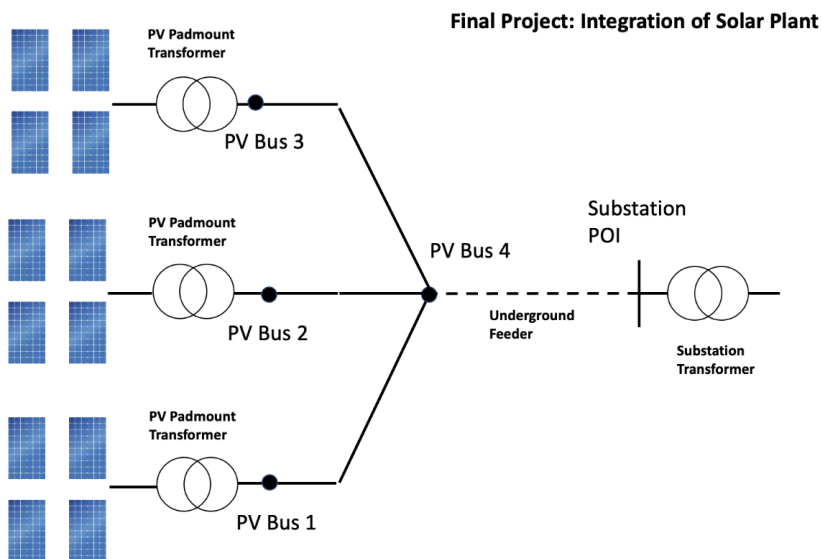 Final Project: Integration of Solar Plant
PV Padmount
Transformer
PV Bus 3
PV Padmount
Transformer
Substation
POI
PV Bus 4
PV Bus 2
Underground
Feeder
Substation
Transformer
PV Padmount
Transformer
PV Bus 1